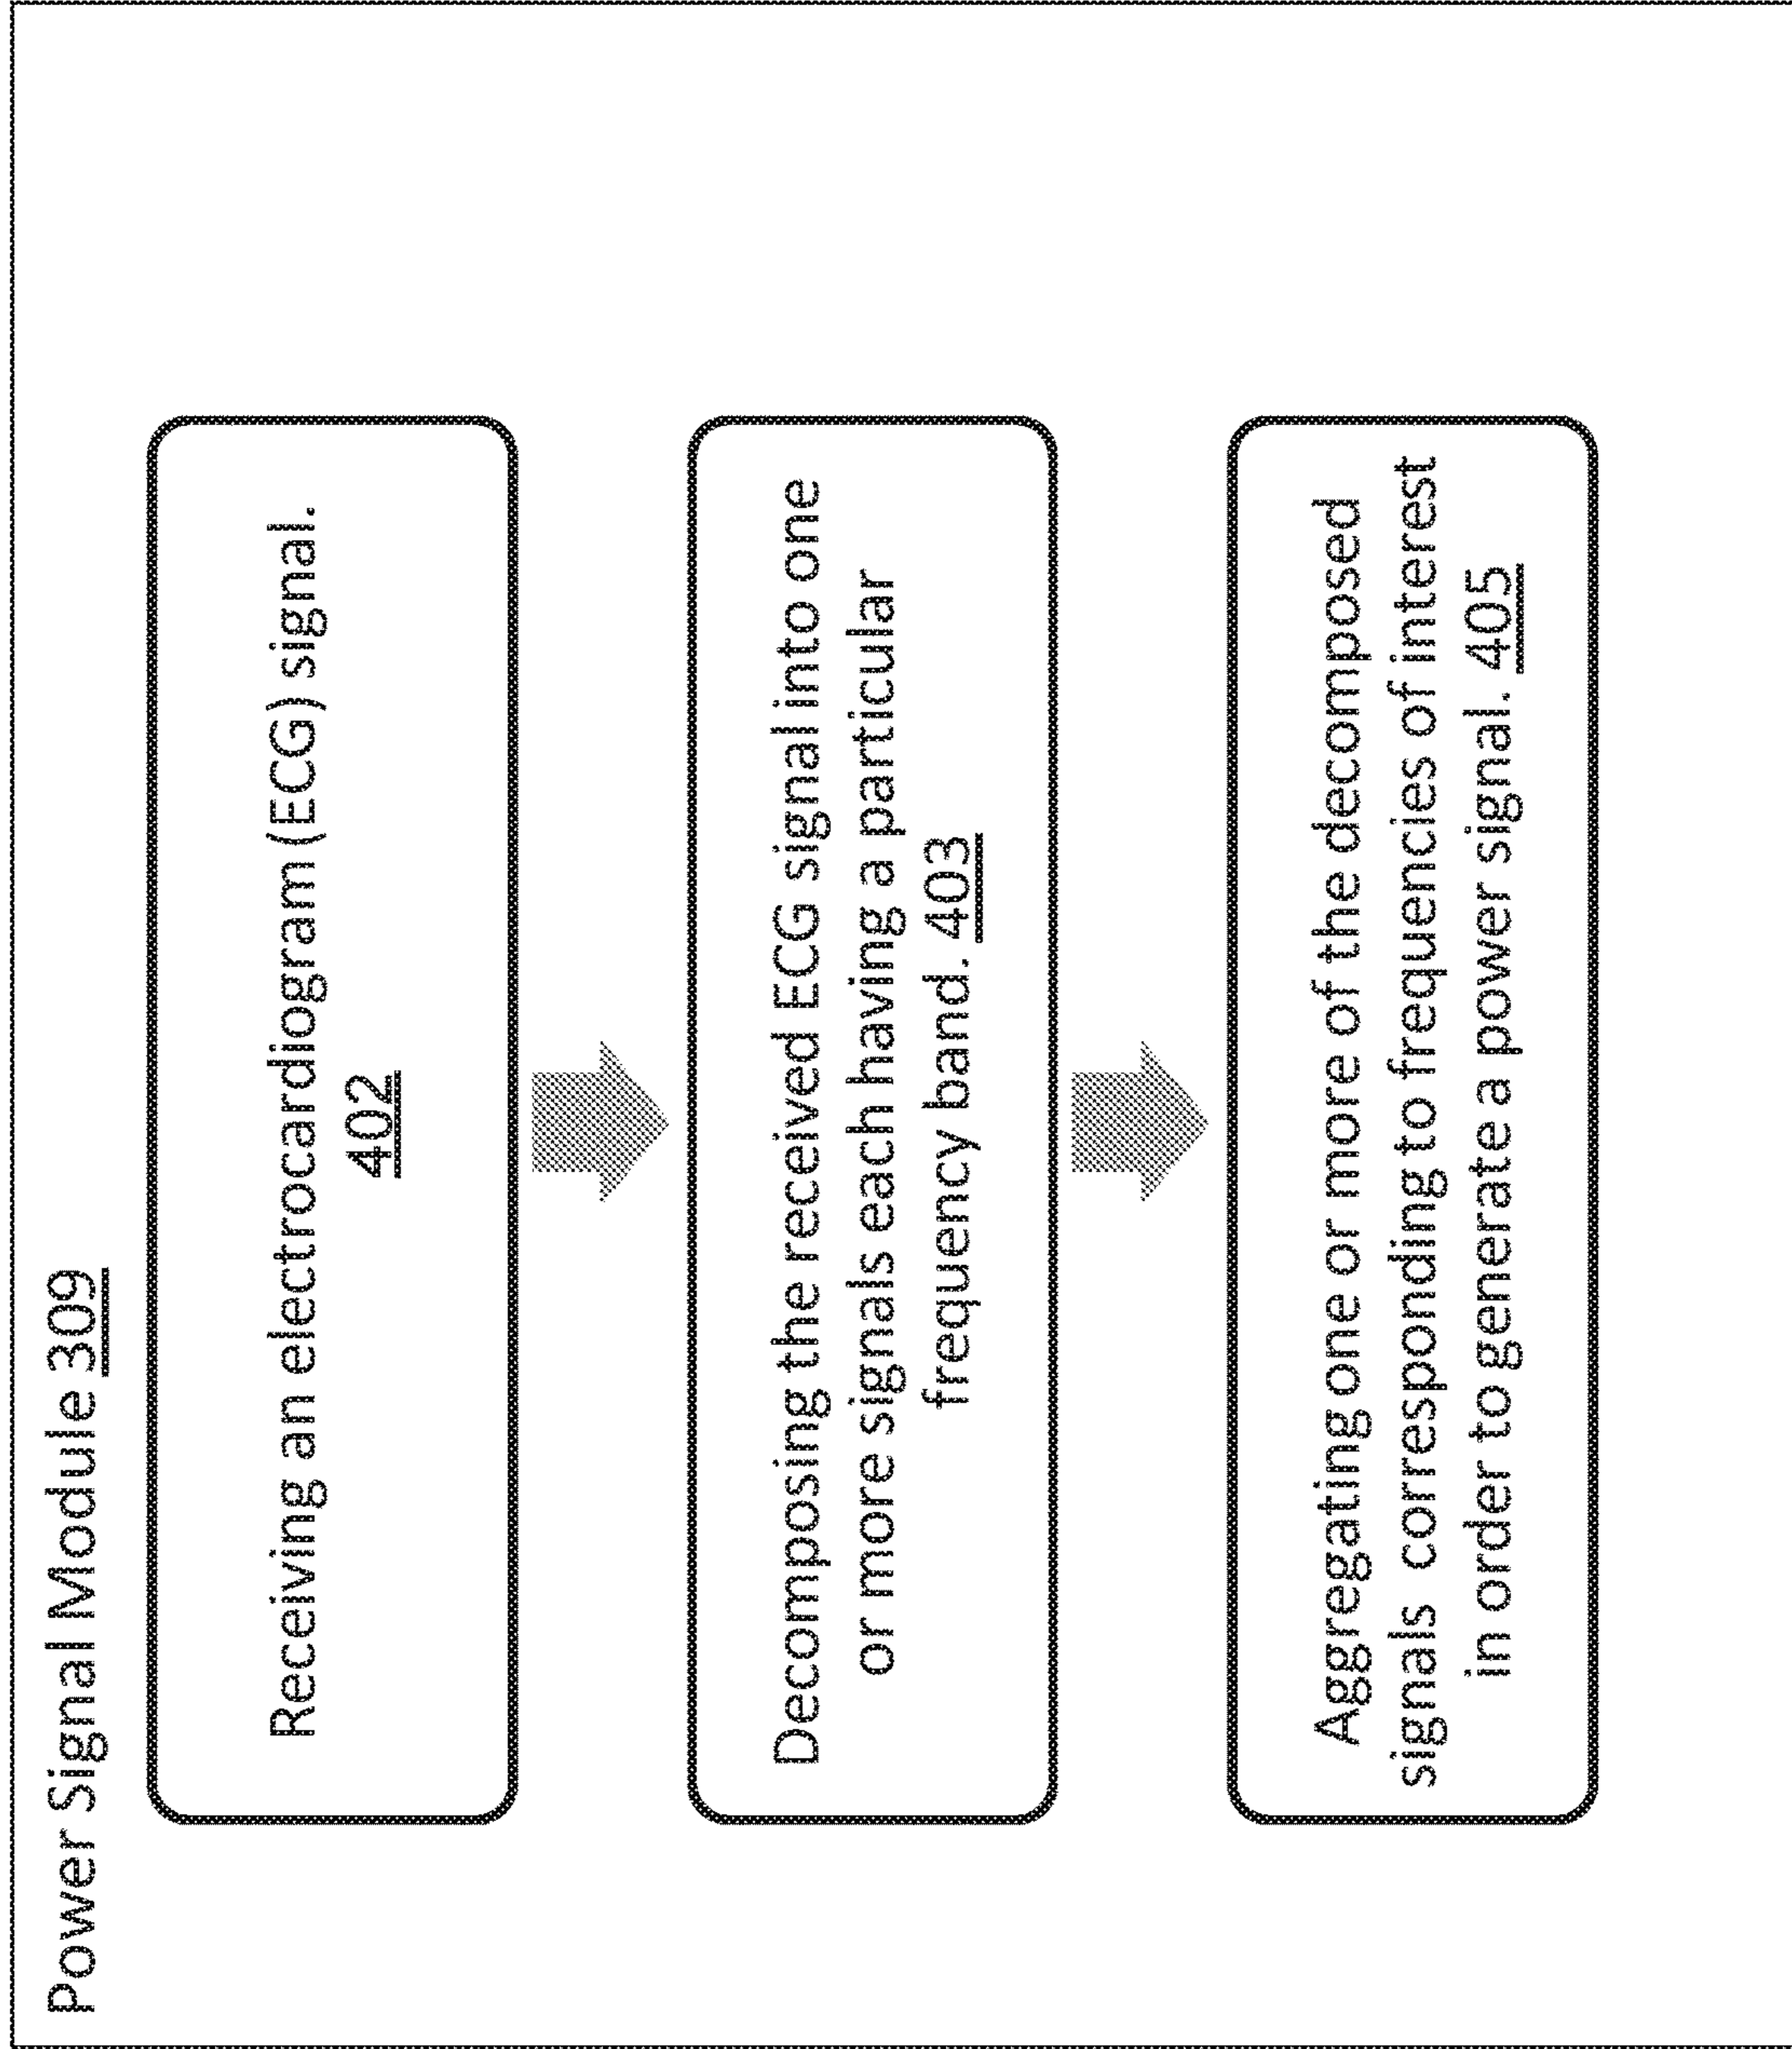 Power Signal Module 309
Receiving an electrocardiogram (ECG) signal.
402
Decomposing the received ECG signal into one
or more signals each having a particular
frequency band. 403
Aggregating one or more of the decomposed
signals corresponding to frequencies of interest
in order to generate a power signal. 405